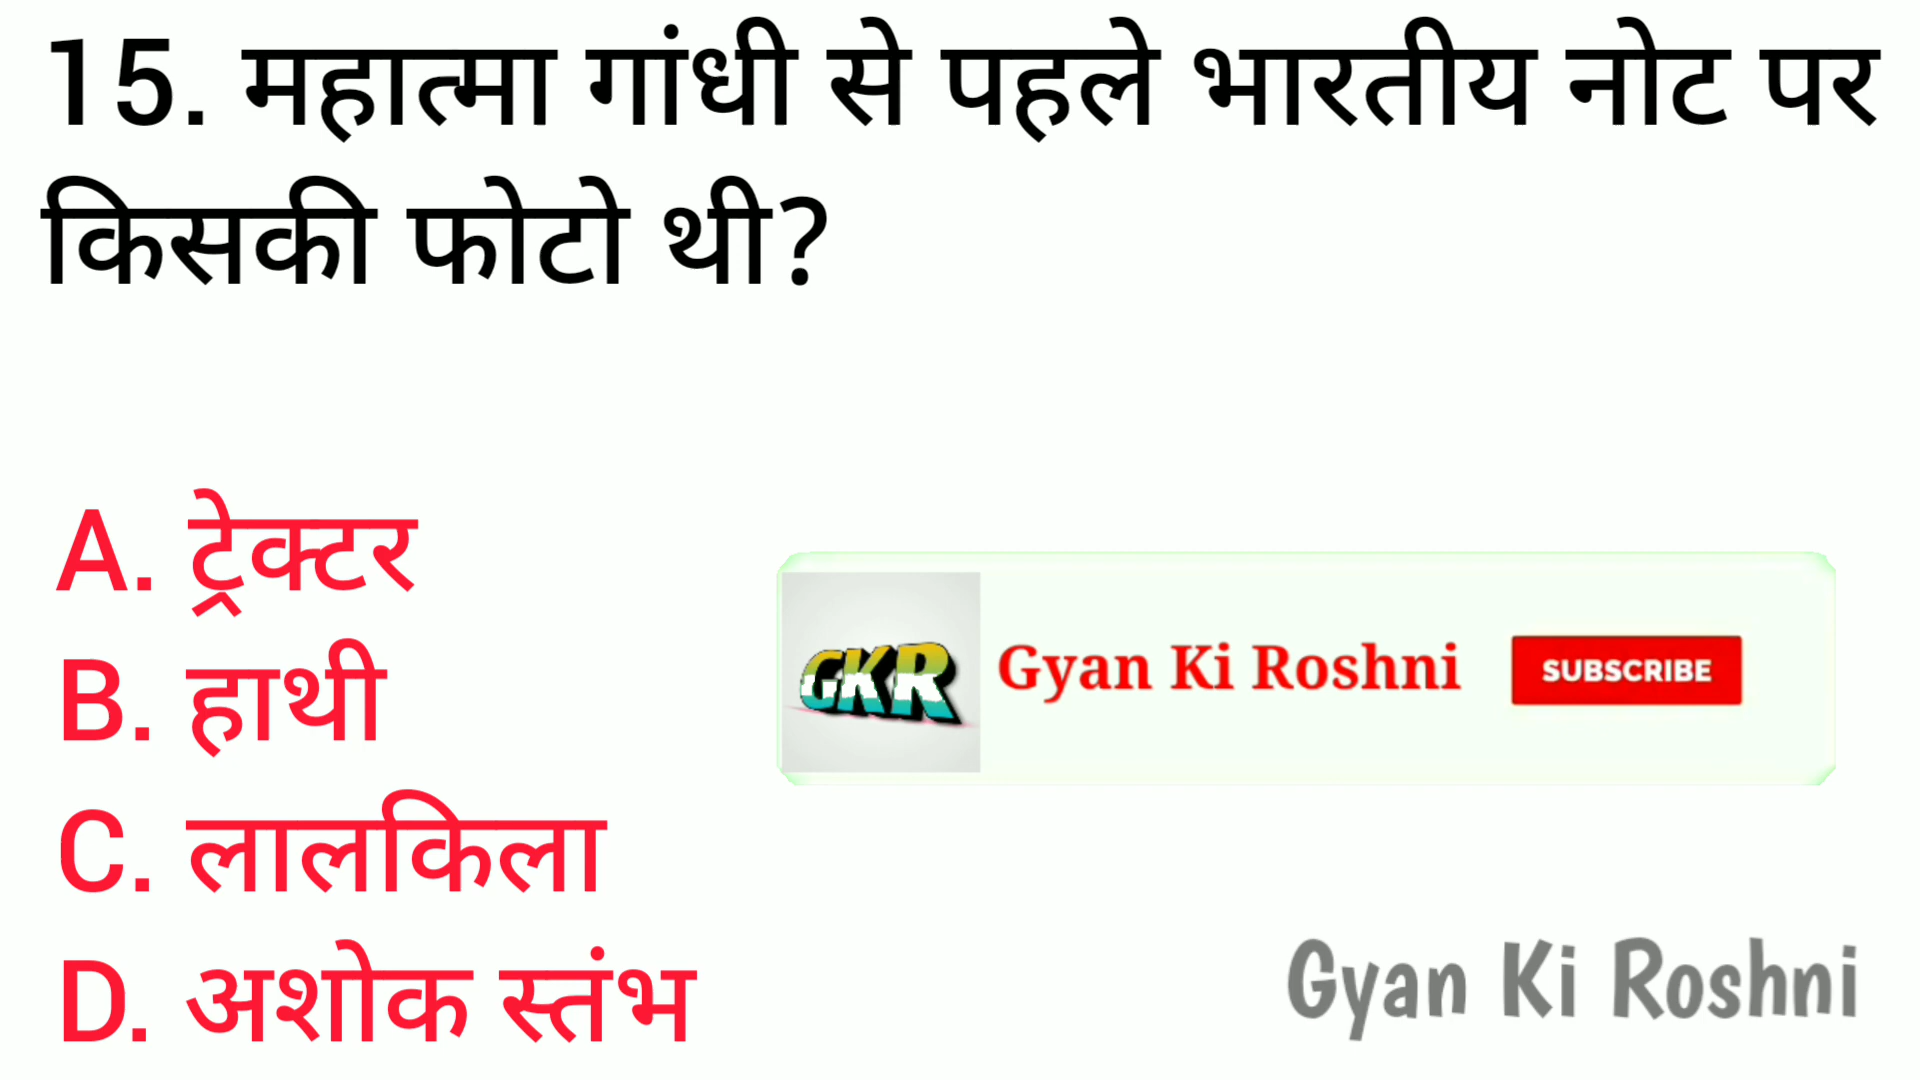 15. महात्मा गांधी से पहले भारतीय नोट पर
किसकी फोटो थी?
A. ट्रेक्टर
B. हाथी
C. लालकिला
D. अशोक स्तंभ
GKR
Gyan Ki Roshni
SUBSCRIBE
Gyan Ki Roshni